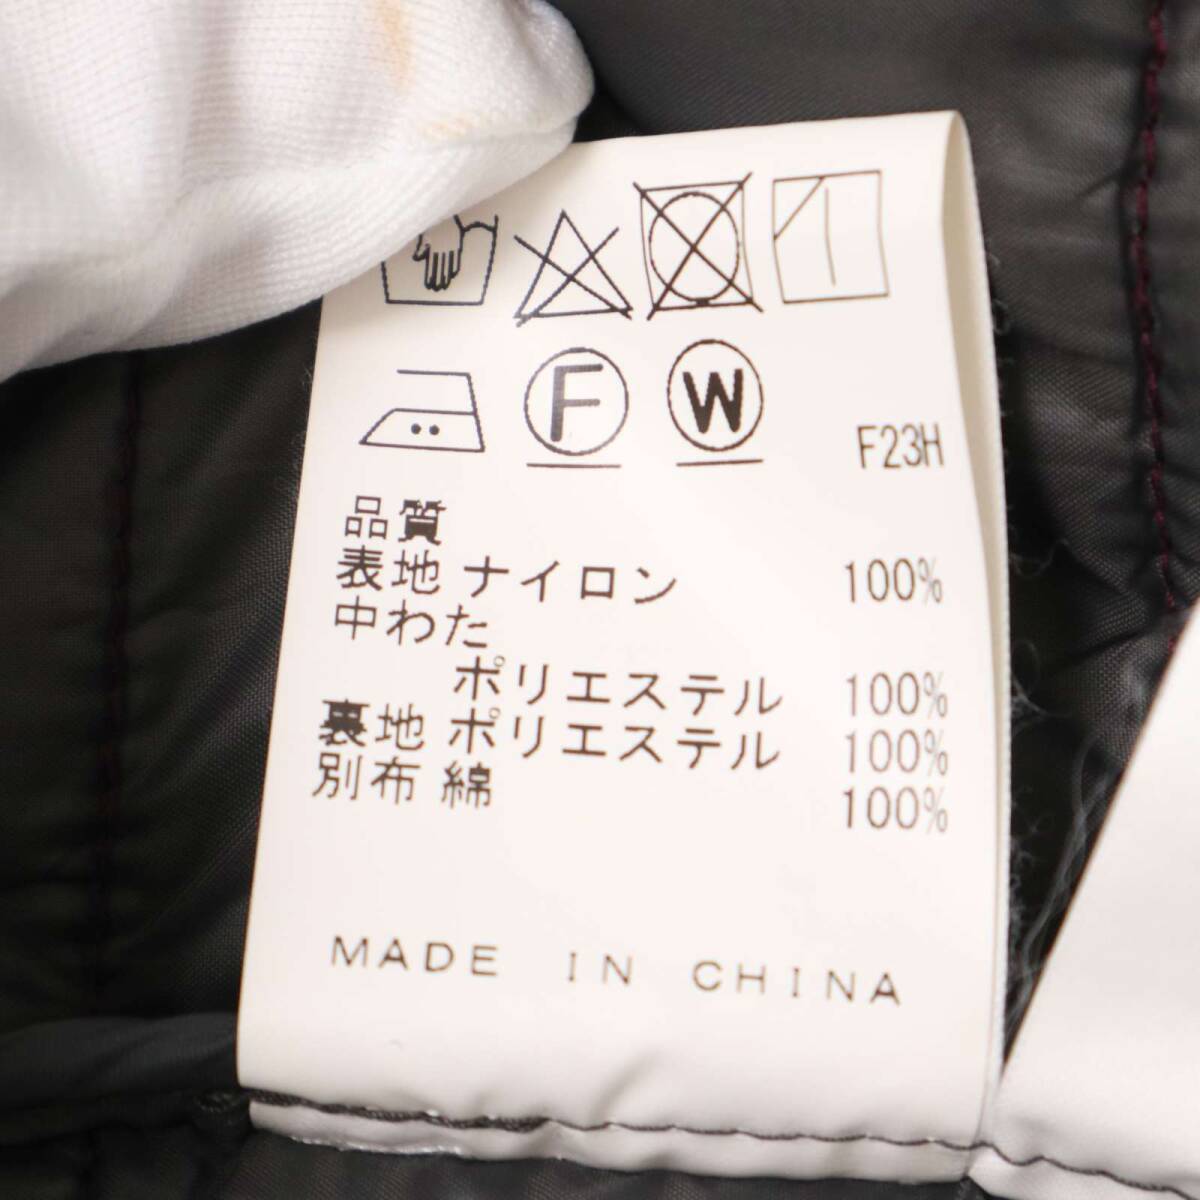 F W F23H
品質
表地 ナイロン 100%
中わた
ポリエステル 100%
裏地 ポリエステル 100%
別布 綿 100%
MADE IN CHINA